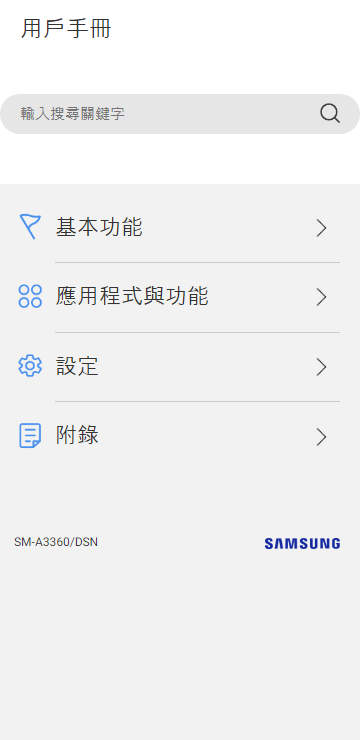 用戶手冊
輸入搜尋關鍵字
基本功能
應用程式與功能
設定
附錄
SM-A3360/DSN
SAMSUNG